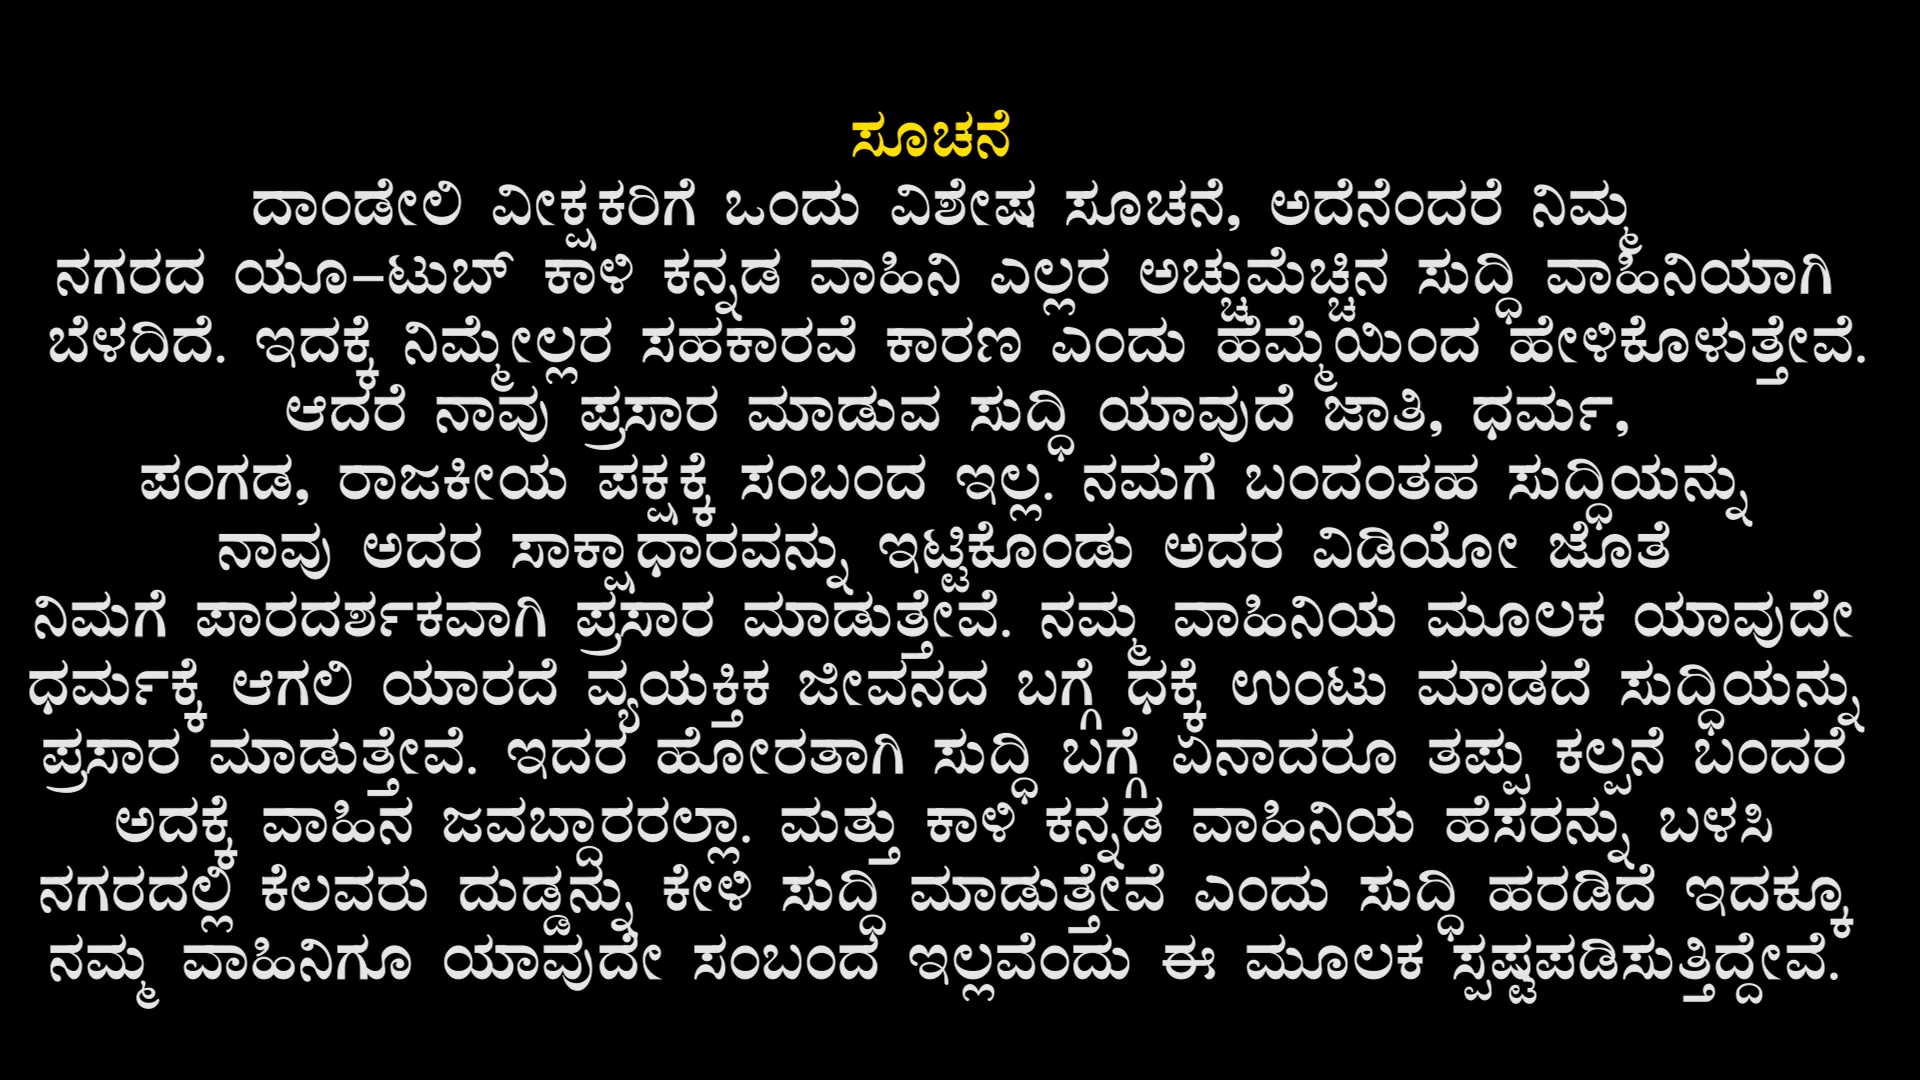 ಸೂಚನೆ
ದಾಂಡೇಲಿ ವೀಕ್ಷಕರಿಗೆ ಒಂದು ವಿಶೇಷ ಸೂಚನೆ, ಅದೆನೆಂದರೆ ನಿಮ್ಮ
ನಗರದ ಯೂ-ಟುಬ್ ಕಾಳಿ ಕನ್ನಡ ವಾಹಿನಿ ಎಲ್ಲರ ಅಚ್ಚುಮೆಚ್ಚಿನ ಸುದ್ಧಿ ವಾಹಿನಿಯಾಗಿ
ಬೆಳದಿದೆ. ಇದಕ್ಕೆ ನಿಮ್ಮೇಲ್ಲರ ಸಹಕಾರವೆ ಕಾರಣ ಎಂದು ಹೆಮ್ಮೆಯಿಂದ ಹೇಳಿಕೊಳುತ್ತೇವೆ.
ಆದರೆ ನಾವು ಪ್ರಸಾರ ಮಾಡುವ ಸುದ್ಧಿ ಯಾವುದೆ ಜಾತಿ, ಧರ್ಮ,
ಪಂಗಡ, ರಾಜಕೀಯ ಪಕ್ಷಕ್ಕೆ ಸಂಬಂದ ಇಲ್ಲ. ನಮಗೆ ಬಂದಂತಹ ಸುದ್ಧಿಯನ್ನು
ನಾವು ಅದರ ಸಾಕ್ಷಾಧಾರವನ್ನು ಇಟ್ಟಿಕೊಂಡು ಅದರ ವಿಡಿಯೋ ಜೊತೆ
ನಿಮಗೆ ಪಾರದರ್ಶಕವಾಗಿ ಪ್ರಸಾರ ಮಾಡುತ್ತೇವೆ. ನಮ್ಮ ವಾಹಿನಿಯ ಮೂಲಕ ಯಾವುದೇ
ಧರ್ಮಕ್ಕೆ ಆಗಲಿ ಯಾರದೆ ವ್ಯಯಕ್ತಿಕ ಜೀವನದ ಬಗ್ಗೆ ಧಕ್ಕೆ ಉಂಟು ಮಾಡದೆ ಸುದ್ಧಿಯನ್ನು
ಪ್ರಸಾರ ಮಾಡುತ್ತೇವೆ. ಇದರ ಹೋರತಾಗಿ ಸುದ್ಧಿ ಬಗ್ಗೆ ಏನಾದರೂ ತಪ್ಪು ಕಲ್ಪನೆ ಬಂದರೆ
ಅದಕ್ಕೆ ವಾಹಿನ ಜವಬ್ದಾರರಲ್ಲಾ. ಮತ್ತು ಕಾಳಿ ಕನ್ನಡ ವಾಹಿನಿಯ ಹೆಸರನ್ನು ಬಳಸಿ
ನಗರದಲ್ಲಿ ಕೆಲವರು ದುಡ್ಡನ್ನು ಕೇಳಿ ಸುದ್ಧಿ ಮಾಡುತ್ತೇವೆ ಎಂದು ಸುದ್ಧಿ ಹರಡಿದೆ ಇದಕ್ಕೂ
ನಮ್ಮ ವಾಹಿನಿಗೂ ಯಾವುದೇ ಸಂಬಂದ ಇಲ್ಲವೆಂದು ಈ ಮೂಲಕ ಸ್ಪಷ್ಟಪಡಿಸುತ್ತಿದ್ದೇವೆ.